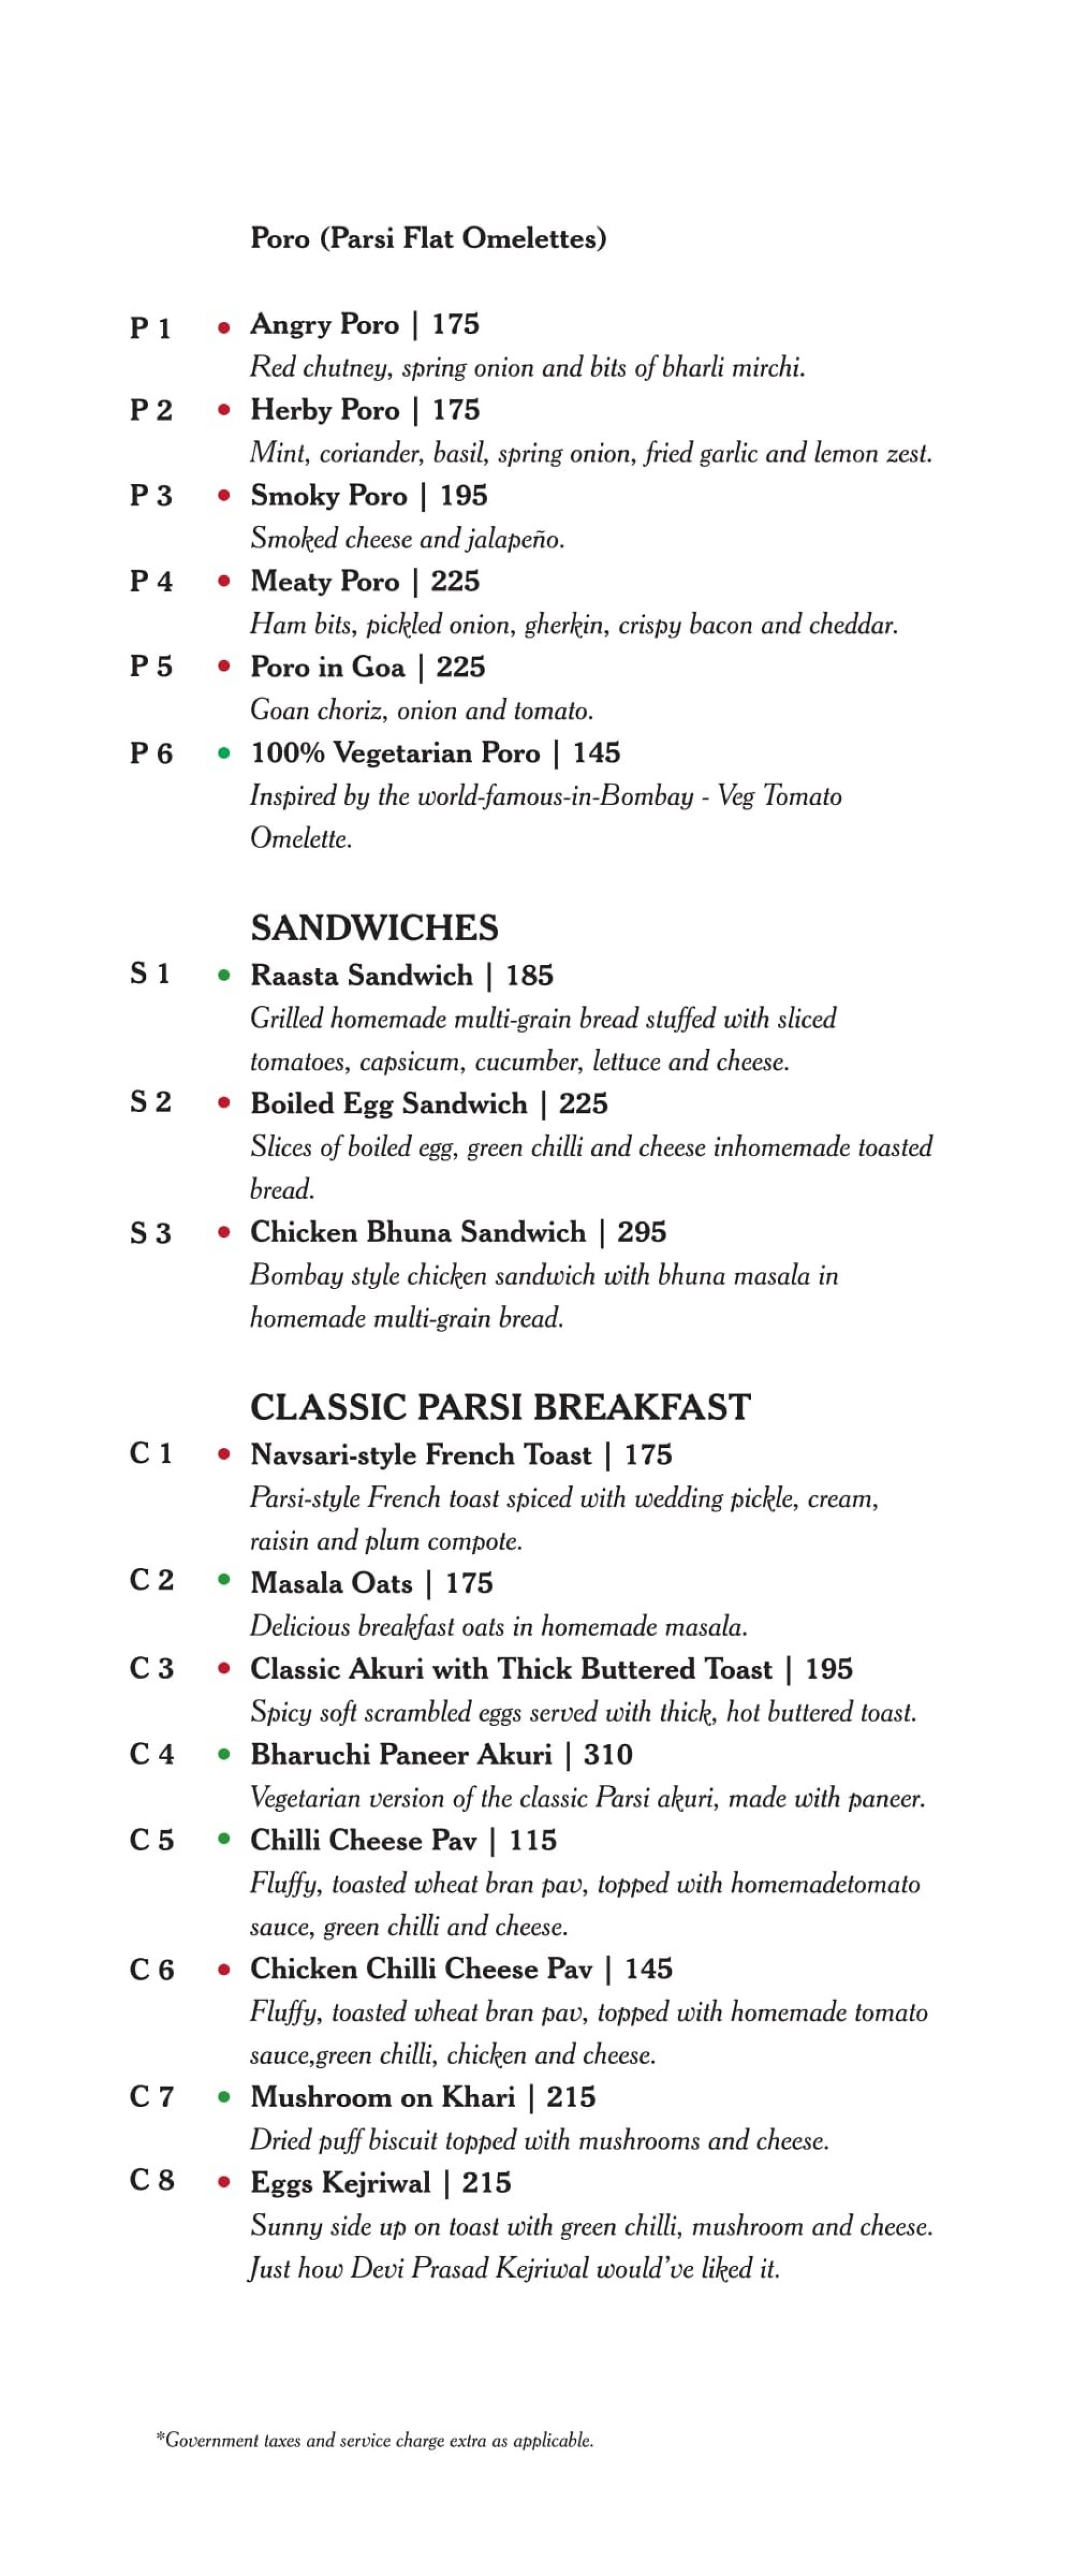 Poro (Parsi Flat Omelettes)
P 1 • Angry Poro | 175
Red chutney, spring onion and bits of bharli mirchi.
P 2 • Herby Poro | 175
Mint, coriander, basil, spring onion, fried garlic and lemon zest.
P 3 • Smoky Poro | 195
Smoked cheese and jalapeño.
P 4 • Meaty Poro | 225
Ham bits, pickled onion, gherkin, crispy bacon and cheddar.
P 5 • Poro in Goa | 225
Goan choriz, onion and tomato.
P 6 • 100% Vegetarian Poro | 145
Inspired by the world-famous-in-Bombay - Veg Tomato
Omelette.
SANDWICHES
S 1 • Raasta Sandwich | 185
Grilled homemade multi-grain bread stuffed with sliced
tomatoes, capsicum, cucumber, lettuce and cheese.
S 2 • Boiled Egg Sandwich | 225
Slices of boiled egg, green chilli and cheese inhomemade toasted
bread.
S 3 • Chicken Bhuna Sandwich | 295
Bombay style chicken sandwich with bhuna masala in
homemade multi-grain bread.
CLASSIC PARSI BREAKFAST
C 1 • Navsari-style French Toast | 175
Parsi-style French toast spiced with wedding pickle, cream,
raisin and plum compote.
C 2 • Masala Oats | 175
Delicious breakfast oats in homemade masala.
C 3 • Classic Akuri with Thick Buttered Toast | 195
Spicy soft scrambled eggs served with thick, hot buttered toast.
C 4 • Bharuchi Paneer Akuri | 310
Vegetarian version of the classic Parsi akuri, made with paneer.
C 5 • Chilli Cheese Pav | 115
Fluffy, toasted wheat bran pav, topped with homemadetomato
sauce, green chilli and cheese.
C 6 • Chicken Chilli Cheese Pav | 145
Fluffy, toasted wheat bran pav, topped with homemade tomato
sauce,green chilli, chicken and cheese.
C 7 • Mushroom on Khari | 215
Dried puff biscuit topped with mushrooms and cheese.
C 8 • Eggs Kejriwal | 215
Sunny side up on toast with green chilli, mushroom and cheese.
Just how Devi Prasad Kejriwal would've liked it.
*Government taxes and service charge extra as applicable.